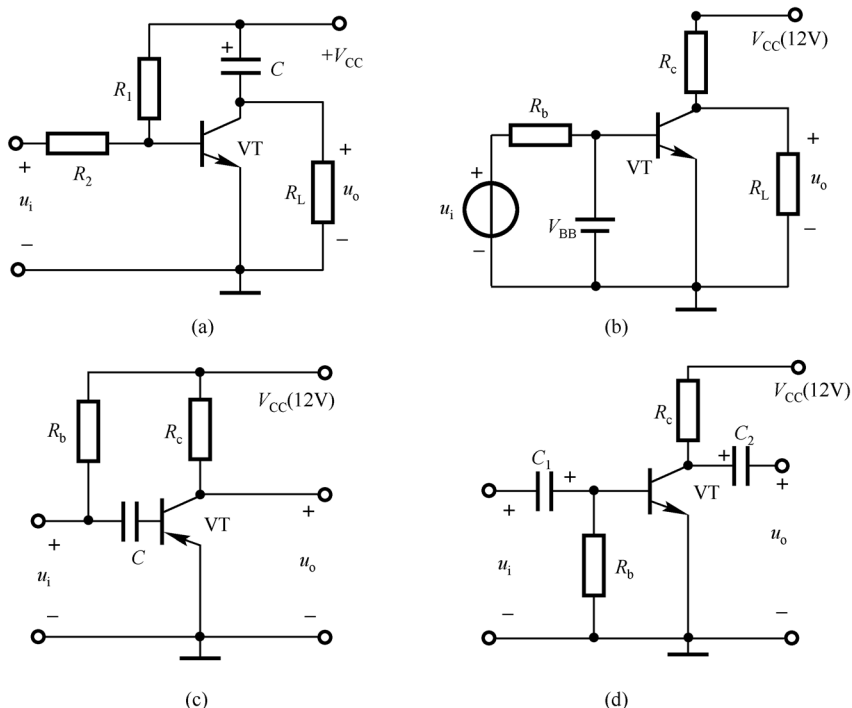 +V_CC
+
C
R_1
VT
+
R_2
u_i
−
R_L
+
u_o
−
(a)
V_CC(12V)
R_c
R_b
VT
+
u_i
−
V_BB
R_L
+
u_o
−
(b)
V_CC(12V)
R_b
R_c
VT
C
+
u_i
−
+
u_o
−
(c)
V_CC(12V)
R_c
C_2
+
C_1
+
VT
+
u_i
−
R_b
+
u_o
−
(d)